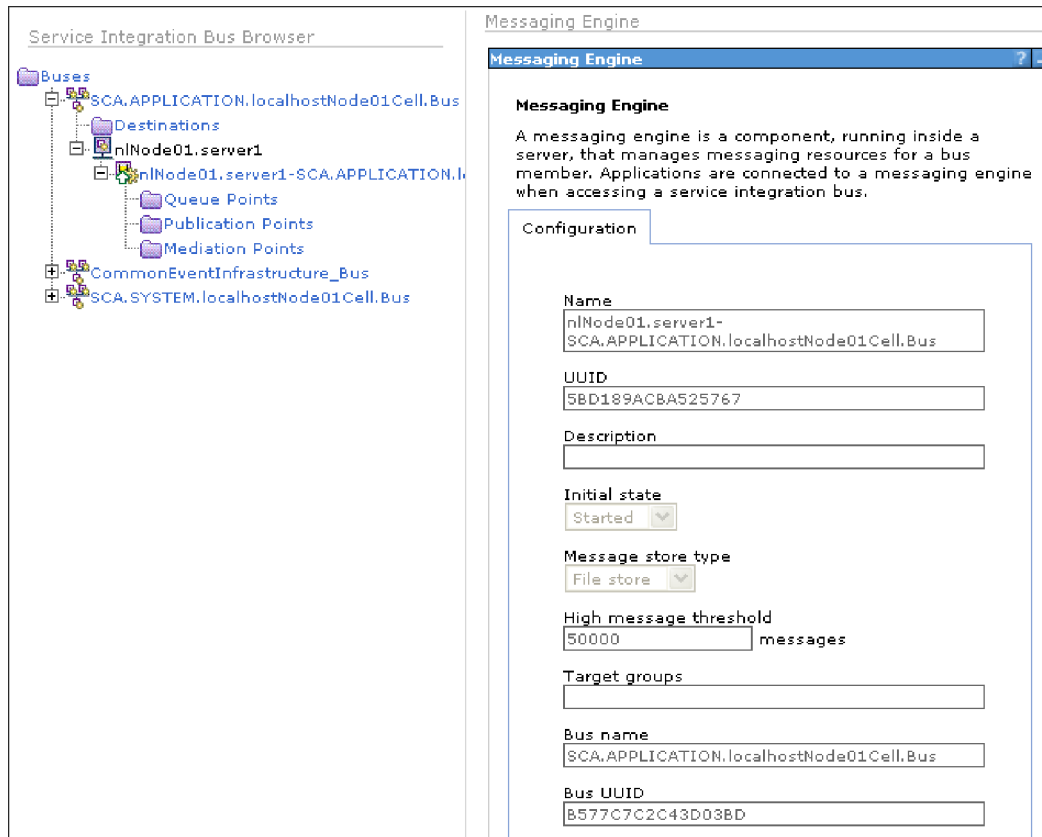 Service Integration Bus Browser
Buses
SCA.APPLICATION.localhostNode01Cell.Bus
Destinations
nlNode01.server1
nlNode01.server1-SCA.APPLICATION.l
Queue Points
Publication Points
Mediation Points
CommonEventInfrastructure_Bus
SCA.SYSTEM.localhostNode01Cell.Bus
Messaging Engine
Messaging Engine
?
Messaging Engine
A messaging engine is a component, running inside a
server, that manages messaging resources for a bus
member. Applications are connected to a messaging engine
when accessing a service integration bus.
Configuration
Name
nlNode01.server1-
SCA.APPLICATION.localhostNode01Cell.Bus
UUID
5BD189ACBA525767
Description
Initial state
Started
Message store type
File store
High message threshold
50000 messages
Target groups
Bus name
SCA.APPLICATION.localhostNode01Cell.Bus
Bus UUID
B577C7C2C43D03BD